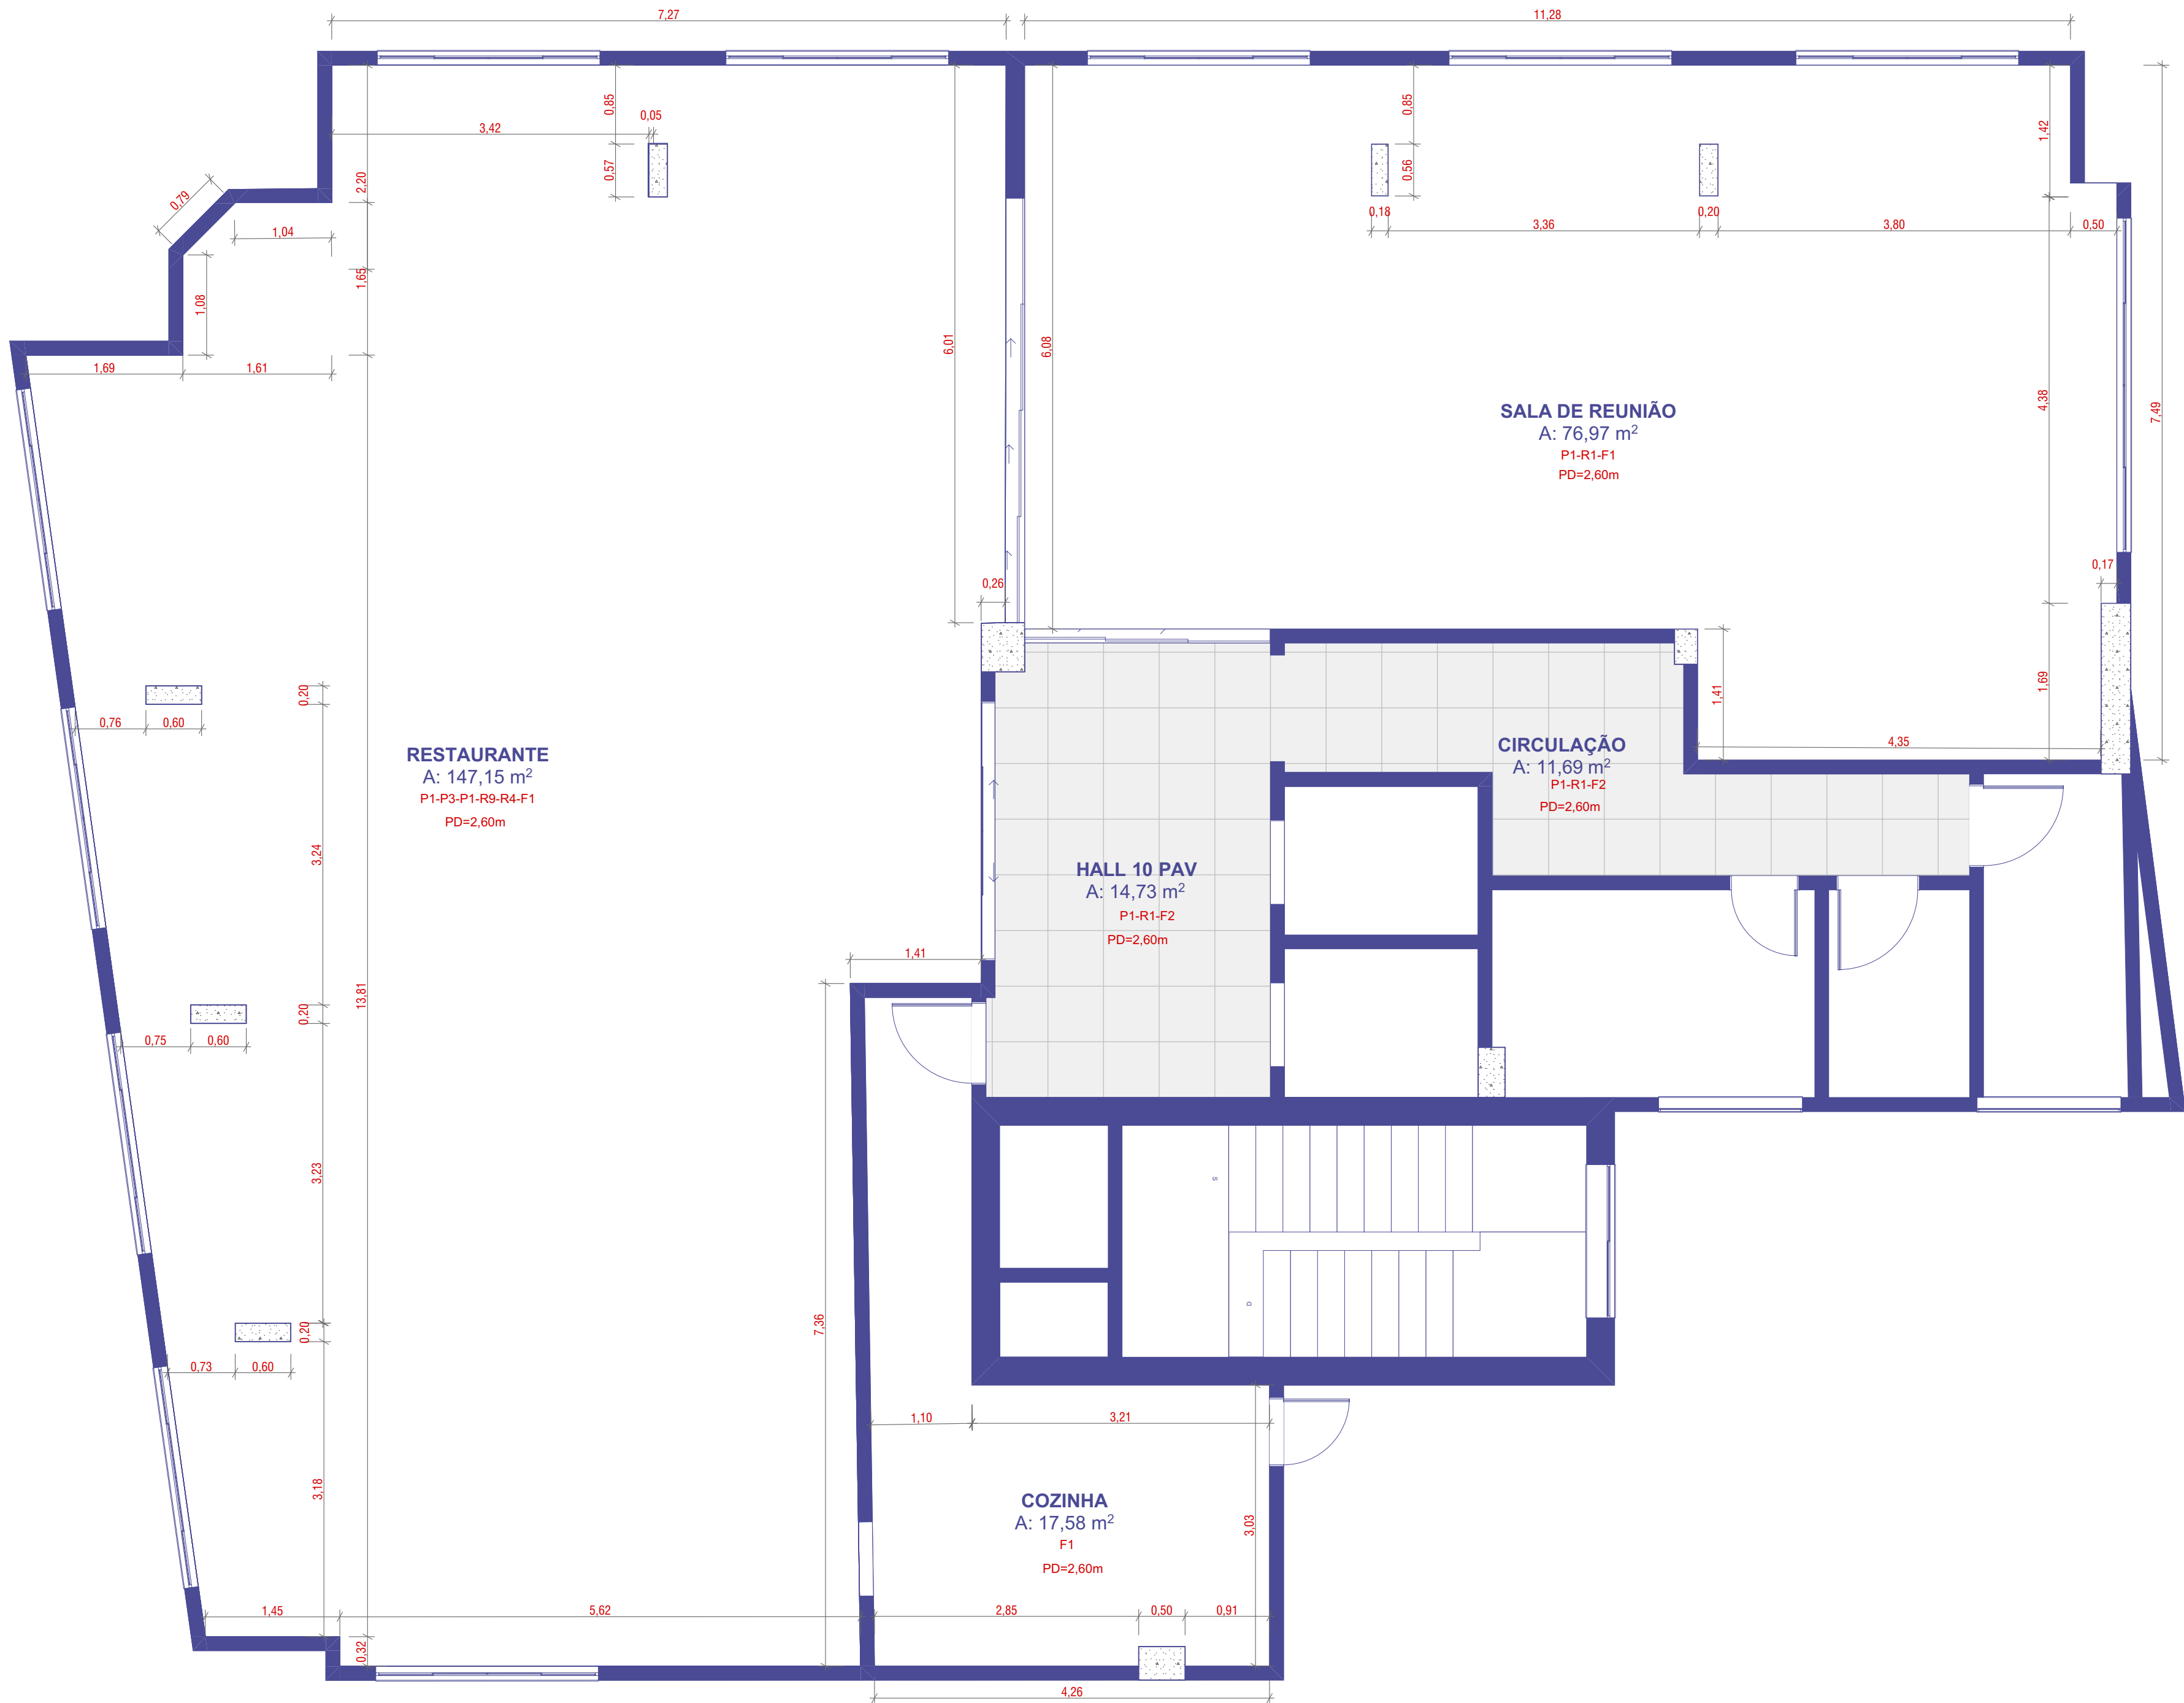 7,27
11,28
0,85
0,05
3,42
0,57
2,20
0,79
1,04
1,65
1,08
1,69
1,61
6,01
6,08
0,85
0,56
0,18
3,36
0,20
3,80
0,50
1,42
4,38
7,49
SALA DE REUNIÃO
A: 76,97 m²
P1-R1-F1
PD=2,60m
0,26
0,17
1,69
1,41
4,35
0,20
0,76
0,60
RESTAURANTE
A: 147,15 m²
P1-P3-P1-R9-R4-F1
PD=2,60m
CIRCULAÇÃO
A: 11,69 m²
P1-R1-F2
PD=2,60m
3,24
HALL 10 PAV
A: 14,73 m²
P1-R1-F2
PD=2,60m
1,41
13,81
0,20
0,75
0,60
3,23
S
D
0,20
0,73
0,60
7,36
1,10
3,21
3,18
COZINHA
A: 17,58 m²
F1
PD=2,60m
3,03
1,45
5,62
2,85
0,50
0,91
0,32
4,26